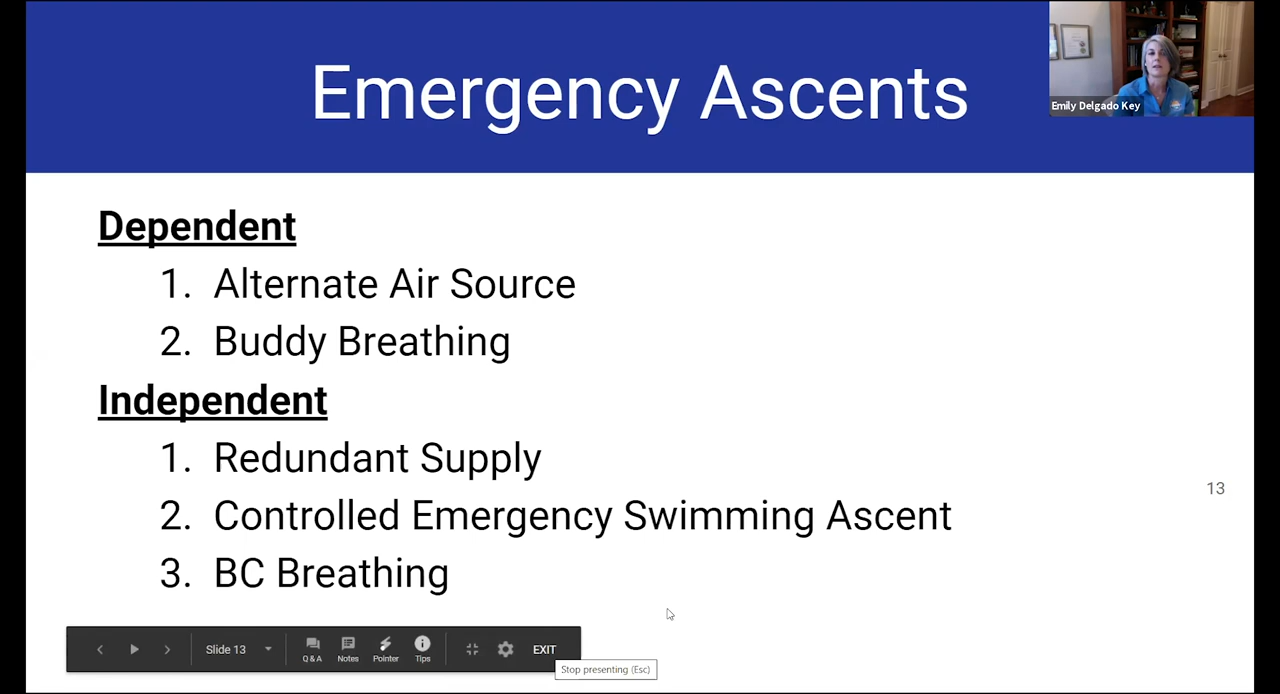 Emergency Ascents
Emily Delgado Key
Dependent
1. Alternate Air Source
2. Buddy Breathing
Independent
1. Redundant Supply
2. Controlled Emergency Swimming Ascent
3. BC Breathing
13
Slide 13
Q & A
Notes
Pointer
Tips
EXIT
Stop presenting (Esc)